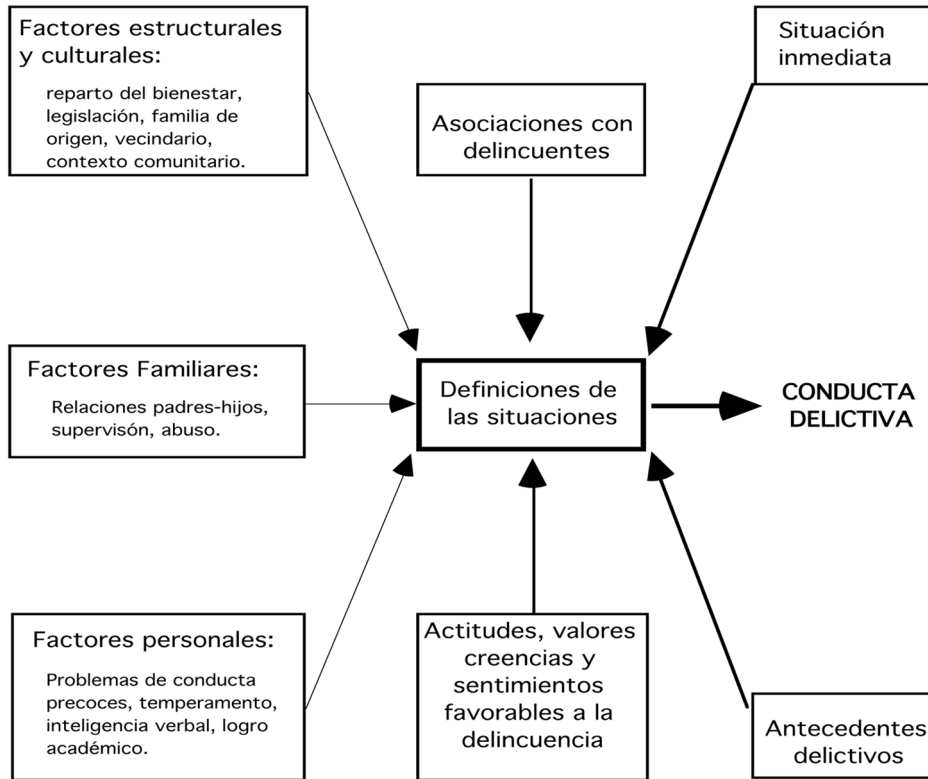 Factores estructurales
y culturales:
reparto del bienestar,
legislación, familia de
origen, vecindario,
contexto comunitario.
Asociaciones con
delincuentes
Situación
inmediata
Factores Familiares:
Relaciones padres-hijos,
supervisón, abuso.
Definiciones de
las situaciones
CONDUCTA
DELICTIVA
Factores personales:
Problemas de conducta
precoces, temperamento,
inteligencia verbal, logro
académico.
Actitudes, valores
creencias y
sentimientos
favorables a la
delincuencia
Antecedentes
delictivos